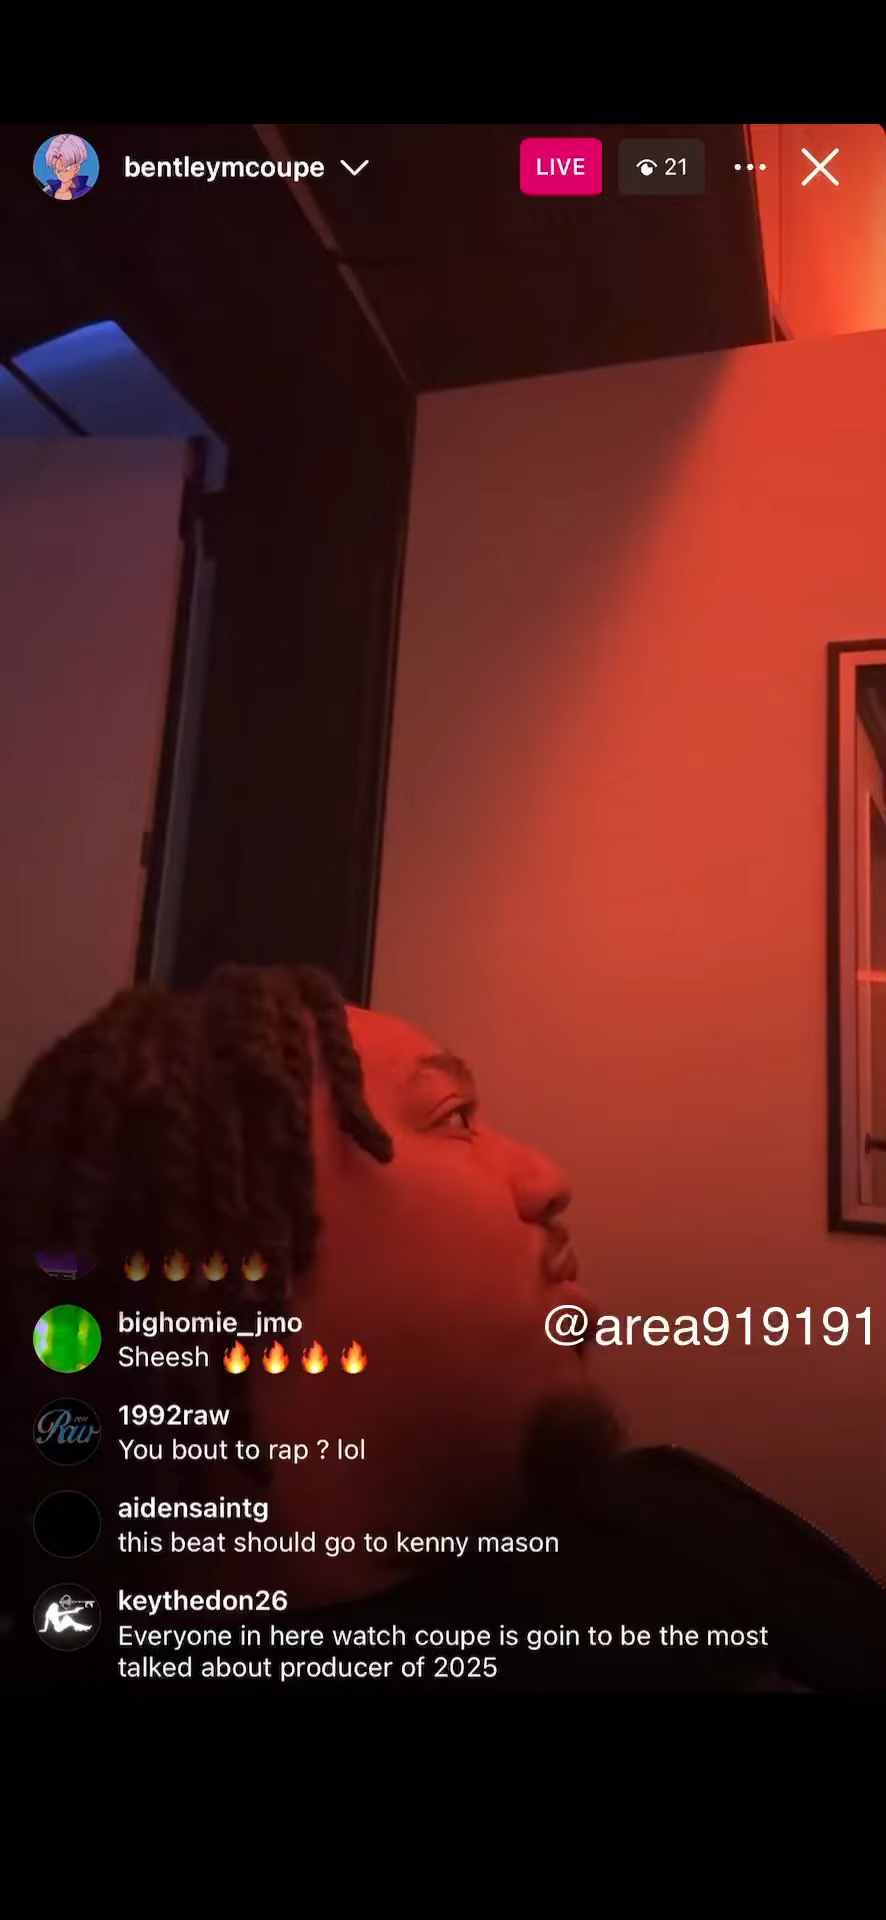 bentleymcoupe
LIVE
21
🔥 🔥 🔥 🔥
bighomie_jmo
Sheesh 🔥 🔥 🔥 🔥
@area919191
1992raw
Raw
You bout to rap ? lol
aidensaintg
this beat should go to kenny mason
keythedon26
Everyone in here watch coupe is goin to be the most
talked about producer of 2025